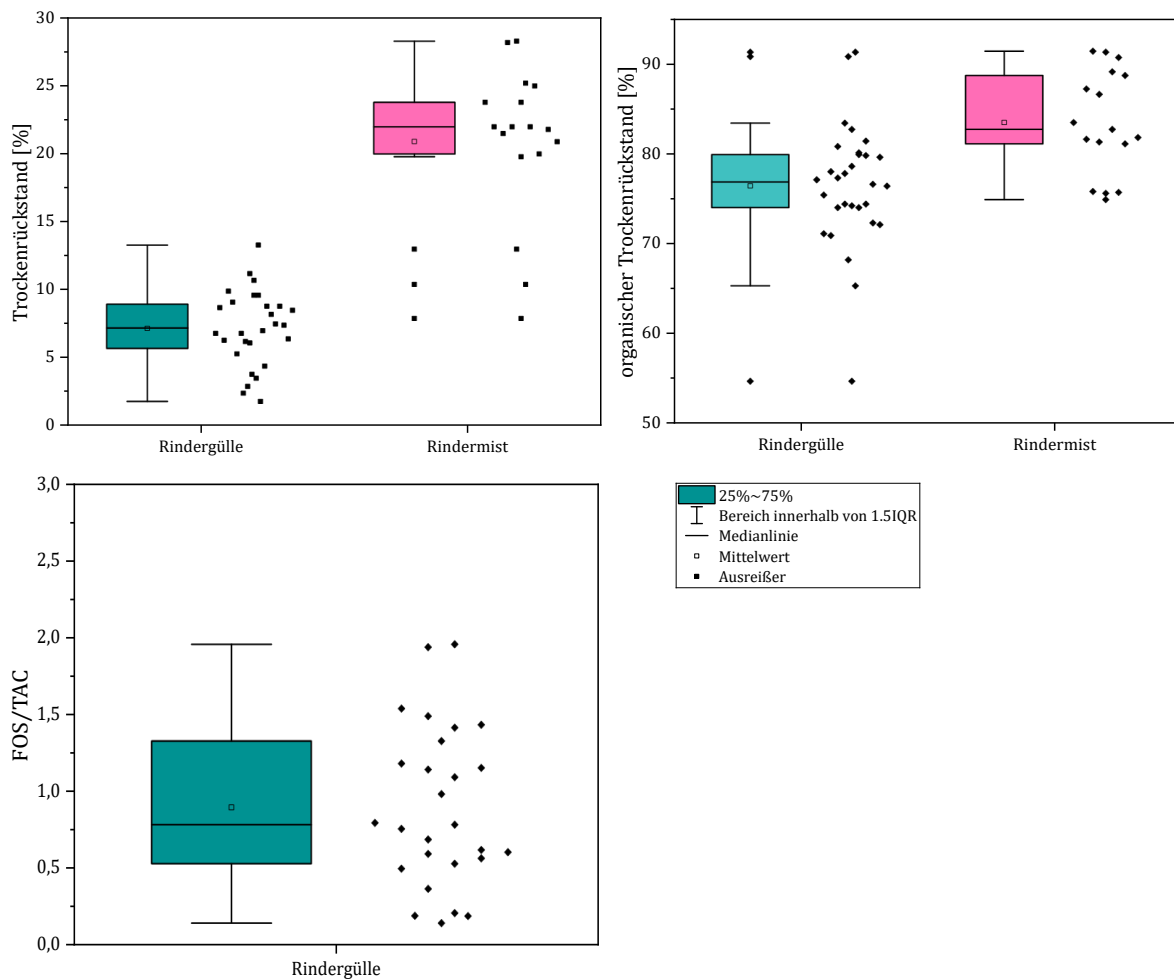 Trockenrückstand [%]
30
25
20
15
10
5
0
Rindergülle Rindermist
organischer Trockenrückstand [%]
90
80
70
60
50
Rindergülle Rindermist
FOS/TAC
3,0
2,5
2,0
1,5
1,0
0,5
0,0
Rindergülle
25%~75%
Bereich innerhalb von 1.5IQR
Medianlinie
Mittelwert
Ausreißer